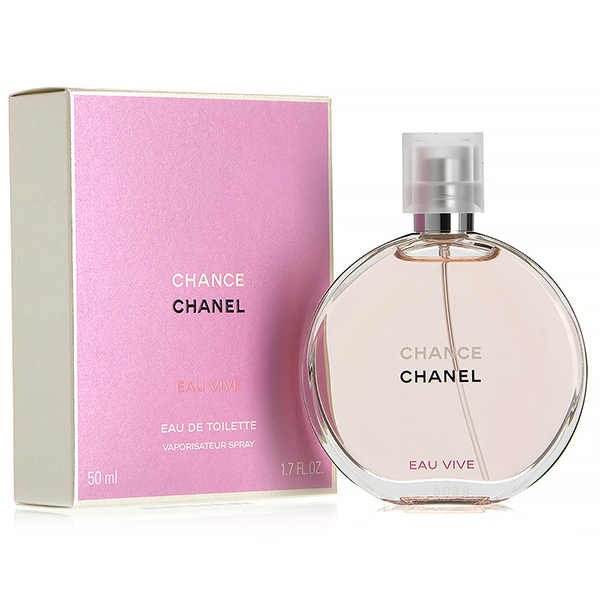 CHANCE
CHANEL
EAU VIVE
EAU DE TOILETTE
VAPORISATEUR SPRAY
50 ml 1.7 FL.OZ.
CHANCE
CHANEL
EAU VIVE